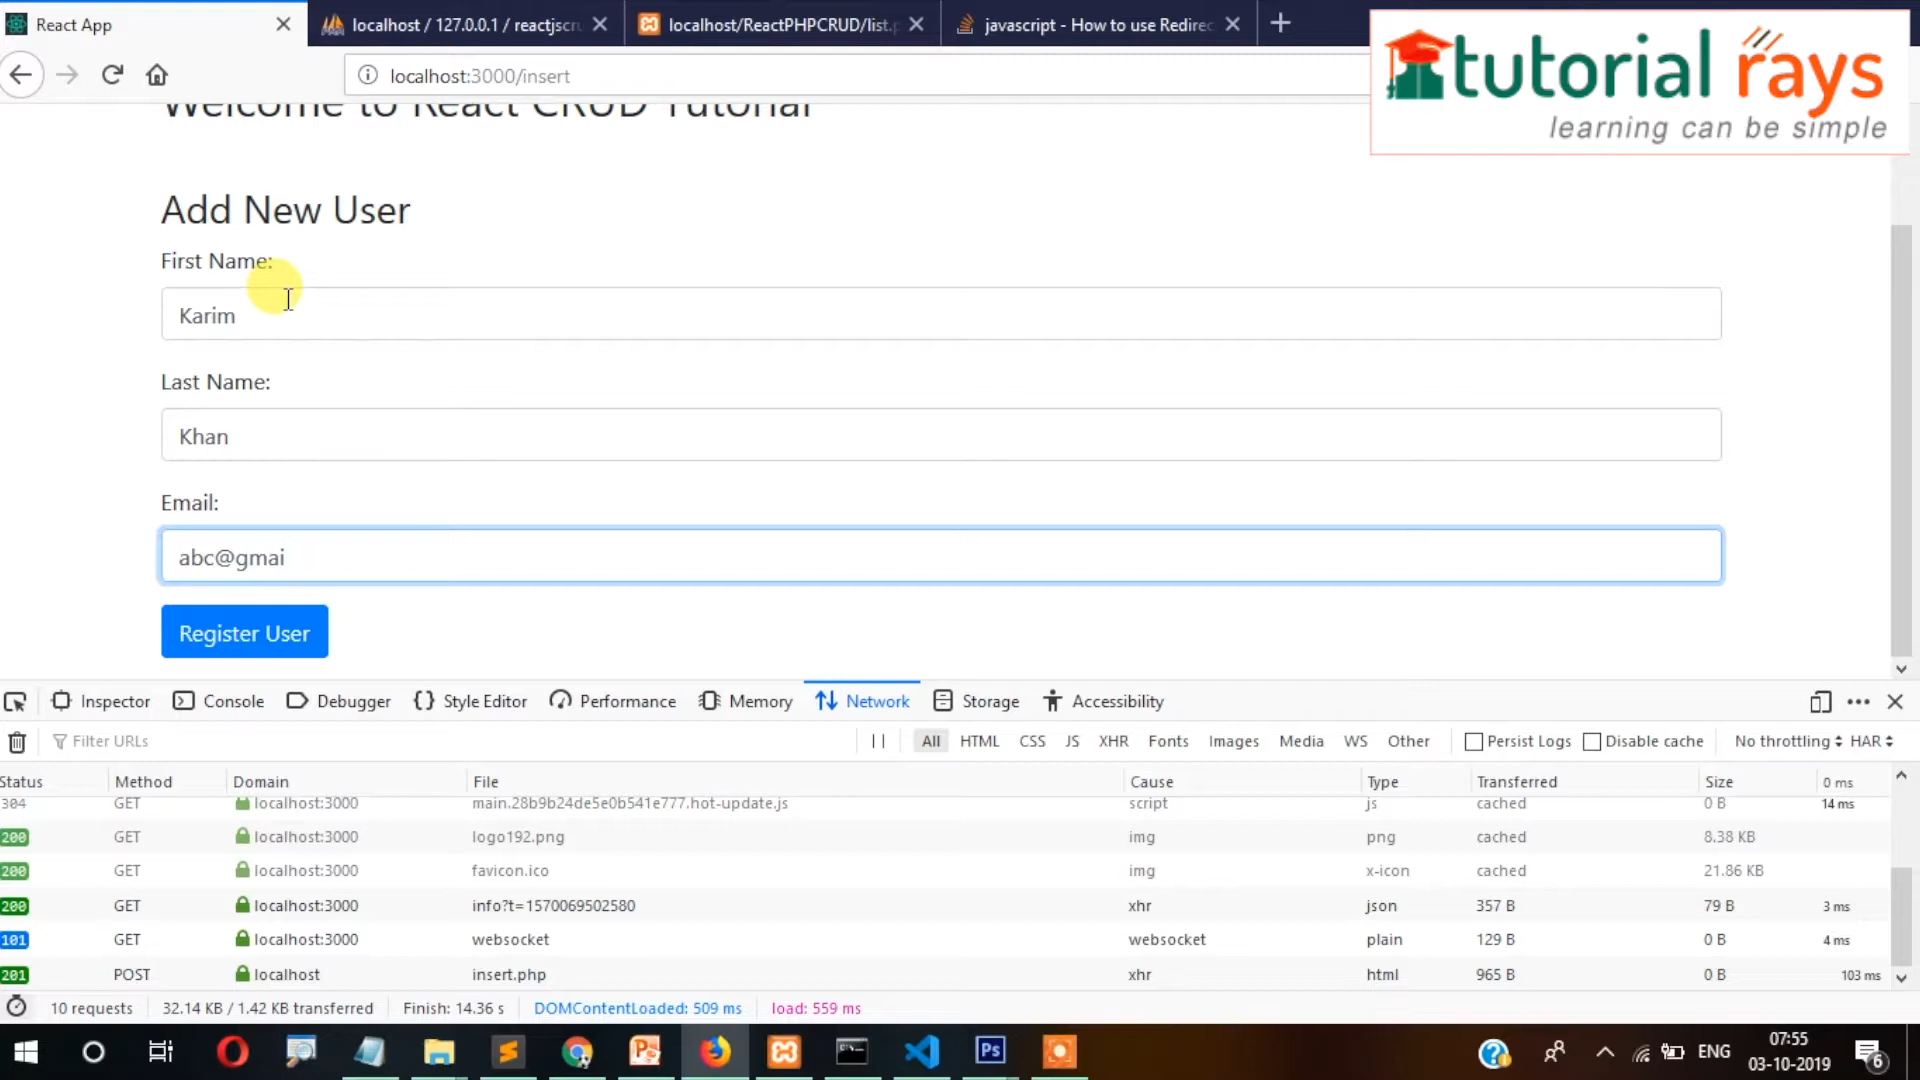 React App
localhost / 127.0.0.1 / reactjscru
localhost/ReactPHPCRUD/list.p
javascript - How to use Redirec
localhost:3000/insert
tutorial rays
learning can be simple
Welcome to React CRUD Tutorial
Add New User
First Name:
Karim
Last Name:
Khan
Email:
abc@gmai
Register User
Inspector Console Debugger Style Editor Performance Memory Network Storage Accessibility
Filter URLs All HTML CSS JS XHR Fonts Images Media WS Other Persist Logs Disable cache No throttling HAR
Status Method Domain File Cause Type Transferred Size 0 ms
304 GET localhost:3000 main.28b9b24de5e0b541e777.hot-update.js script js cached 0 B 14 ms
200 GET localhost:3000 logo192.png img png cached 8.38 KB
200 GET localhost:3000 favicon.ico img x-icon cached 21.86 KB
200 GET localhost:3000 info?t=1570069502580 xhr json 357 B 79 B 3 ms
101 GET localhost:3000 websocket websocket plain 129 B 0 B 4 ms
201 POST localhost insert.php xhr html 965 B 0 B 103 ms
10 requests 32.14 KB / 1.42 KB transferred Finish: 14.36 s DOMContentLoaded: 509 ms load: 559 ms
Ps
ENG
07:55
03-10-2019
6